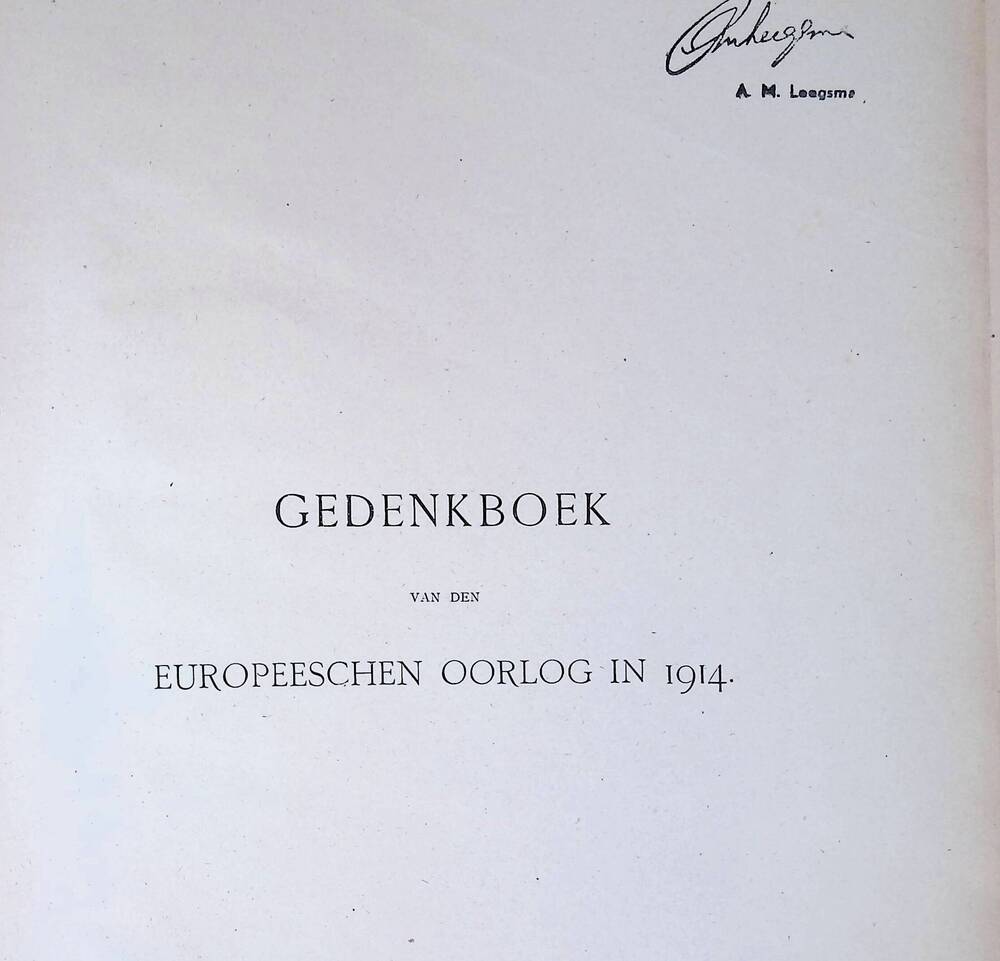 A. M. Leegsma
GEDENKBOEK
VAN DEN
EUROPEESCHEN OORLOG IN 1914.